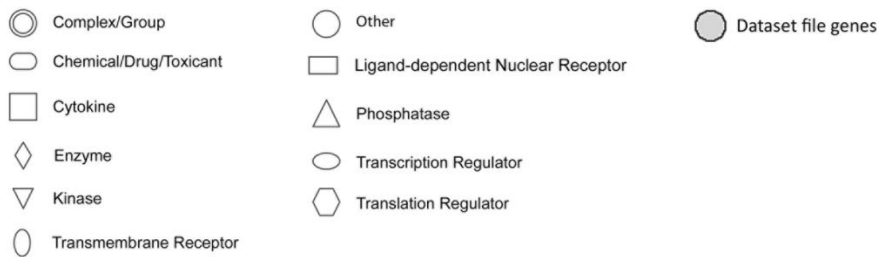 Complex/Group
Chemical/Drug/Toxicant
Cytokine
Enzyme
Kinase
Transmembrane Receptor
Other
Ligand-dependent Nuclear Receptor
Phosphatase
Transcription Regulator
Translation Regulator
Dataset file genes